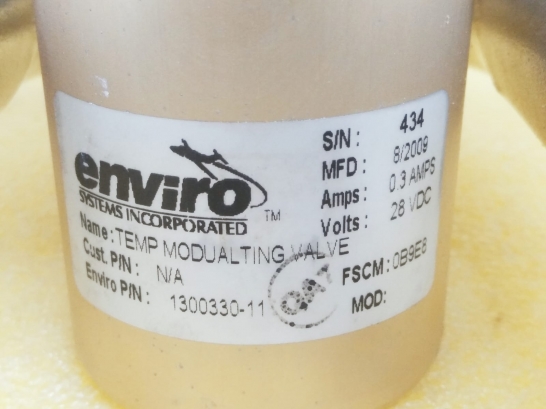 enviro
SYSTEMS INCORPORATED
TM
S/N: 434
MFD: 8/2009
Amps: 0.3 AMPS
Volts: 28 VDC
Name: TEMP MODUALTING VALVE
Cust. P/N: N/A
Enviro P/N: 1300330-11
FSCM: 0B9E8
MOD: